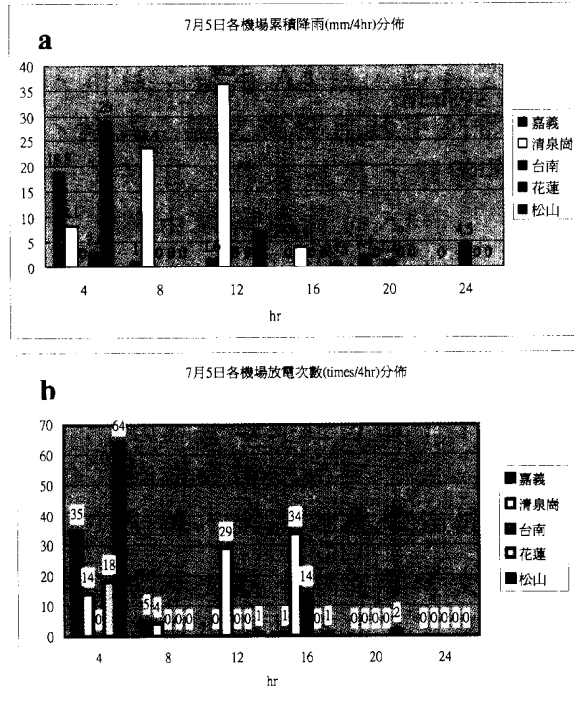 7月5日各機場累積降雨(mm/4hr)分佈
a
40
35
30
25
20
15
10
5
0
4 8 12 16 20 24
hr
嘉義
清泉崗
台南
花蓮
松山
7月5日各機場放電次數(times/4hr)分佈
b
70
60
50
40
30
20
10
0
35 14 0 18 64
5 4 0 0 0
0 29 0 0 1
1 34 14 0 1
0 0 0 0 2
0 0 0 0 0
4 8 12 16 20 24
hr
嘉義
清泉崗
台南
花蓮
松山